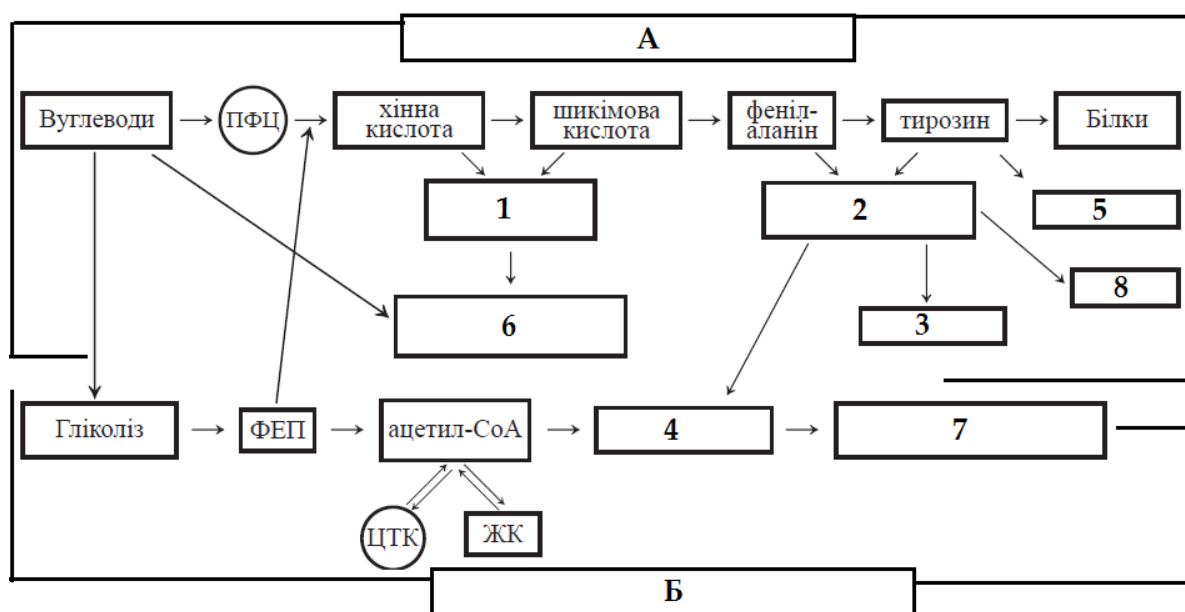 А
Вуглеводи
ПФЦ
хінна
кислота
шикімова
кислота
феніл-
аланін
тирозин
Білки
1
2
5
8
6
3
Гліколіз
ФЕП
ацетил-СоА
4
7
ЦТК
ЖК
Б